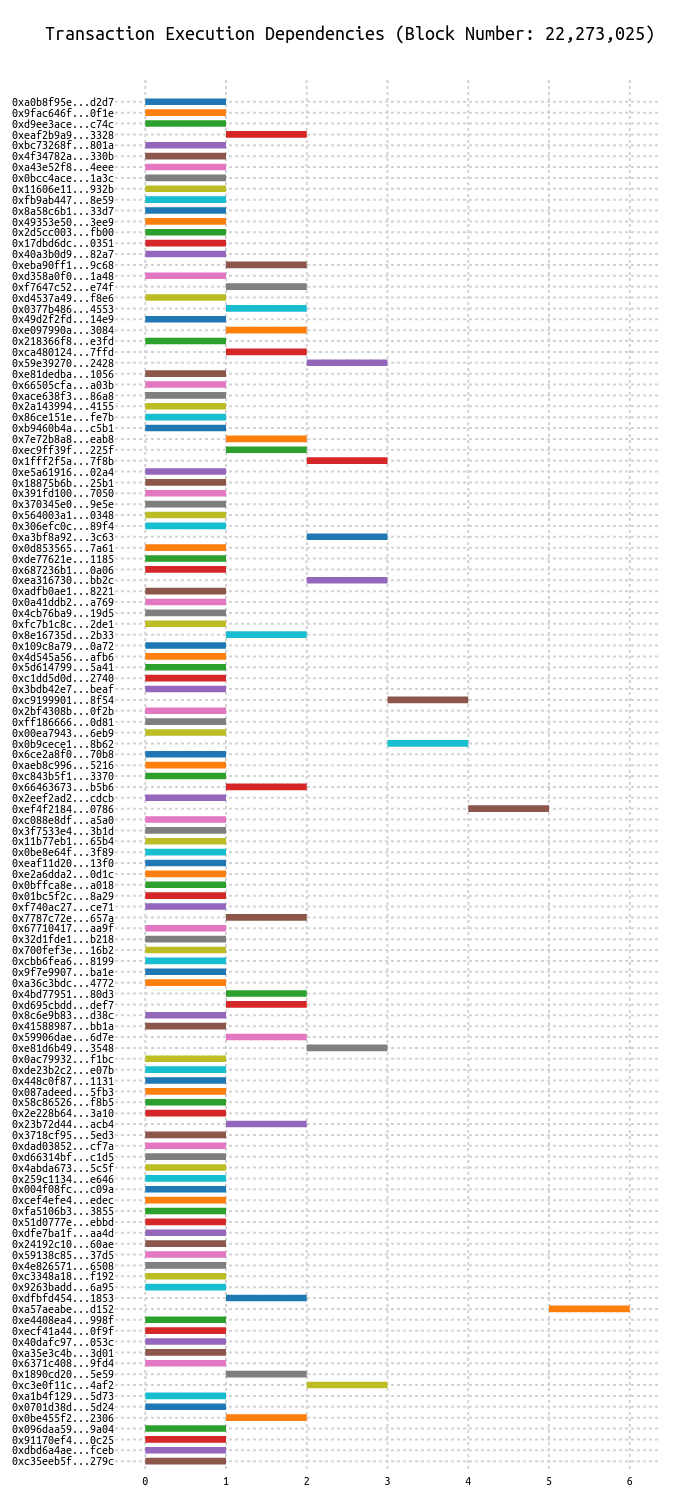 Transaction Execution Dependencies (Block Number: 22,273,025)
0xa0b8f95e...d2d7
0x9fac646f...0f1e
0xd9ee3ace...c74c
0xeaf2b9a9...3328
0xbc73268f...801a
0x4f34782a...330b
0xa43e52f8...4eee
0x0bcc4ace...1a3c
0x11606e11...932b
0xfb9ab447...8e59
0x8a58c6b1...33d7
0x49353e50...3ee9
0x2d5cc003...fb00
0x17dbd6dc...0351
0x40a3b0d9...82a7
0xeba90ff1...9c68
0xd358a0f0...1a48
0xf7647c52...e74f
0xd4537a49...f8e6
0x0377b486...4553
0x49d2f2fd...14e9
0xe097990a...3084
0x218366f8...e3fd
0xca480124...7ffd
0x59e39270...2428
0xe81dedba...1056
0x66505cfa...a03b
0xace638f3...86a8
0x2a143994...4155
0x86ce151e...fe7b
0xb9460b4a...c5b1
0x7e72b8a8...eab8
0xec9ff39f...225f
0x1fff2f5a...7f8b
0xe5a61916...02a4
0x18875b6b...25b1
0x391fd100...7050
0x370345e0...9e5e
0x564003a1...0348
0x306efc0c...89f4
0xa3bf8a92...3c63
0x0d853565...7a61
0xde77621e...1185
0x687236b1...0a06
0xea316730...bb2c
0xadfb0ae1...8221
0x0a41ddb2...a769
0x4cb76ba9...19d5
0xfc7b1c8c...2de1
0x8e16735d...2b33
0x109c8a79...0a72
0x4d545a56...afb6
0x5d614799...5a41
0xc1dd5d0d...2740
0x3bdb42e7...beaf
0xc9199901...8f54
0x2bf4308b...0f2b
0xff186666...0d81
0x00ea7943...6eb9
0x0b9cece1...8b62
0x6ce2a8f0...70b8
0xaeb8c996...5216
0xc843b5f1...3370
0x66463673...b5b6
0x2eef2ad2...cdcb
0xef4f2184...0786
0xc088e8df...a5a0
0x3f7533e4...3b1d
0x11b77eb1...65b4
0x0be8e64f...3f89
0xeaf11d20...13f0
0xe2a6dda2...0d1c
0x0bffca8e...a018
0x01bc5f2c...8a29
0xf740ac27...ce71
0x7787c72e...657a
0x67710417...aa9f
0x32d1fde1...b218
0x700fef3e...16b2
0xcbb6fea6...8199
0x9f7e9907...ba1e
0xa36c3bdc...4772
0x4bd77951...80d3
0xd695cbdd...def7
0x8c6e9b83...d38c
0x41588987...bb1a
0x59906dae...6d7e
0xe81d6b49...3548
0x0ac79932...f1bc
0xde23b2c2...e07b
0x448c0f87...1131
0x087adeed...5fb3
0x58c86526...f8b5
0x2e228b64...3a10
0x23b72d44...acb4
0x3718cf95...5ed3
0xdad03852...cf7a
0xd66314bf...c1d5
0x4abda673...5c5f
0x259c1134...e646
0x004f08fc...c09a
0xcef4efe4...edec
0xfa5106b3...3855
0x51d0777e...ebbd
0xdfe7ba1f...aa4d
0x24192c10...60ae
0x59138c85...37d5
0x4e826571...6508
0xc3348a18...f192
0x9263badd...6a95
0xdfbfd454...1853
0xa57aeabe...d152
0xe4408ea4...998f
0xecf41a44...0f9f
0x40dafc97...053c
0xa35e3c4b...3d01
0x6371c408...9fd4
0x1890cd20...5e59
0xc3e0f11c...4af2
0xa1b4f129...5d73
0x0701d38d...5d24
0x0be455f2...2306
0x096daa59...9a04
0x91170ef4...0c25
0xdbd6a4ae...fceb
0xc35eeb5f...279c
0 1 2 3 4 5 6